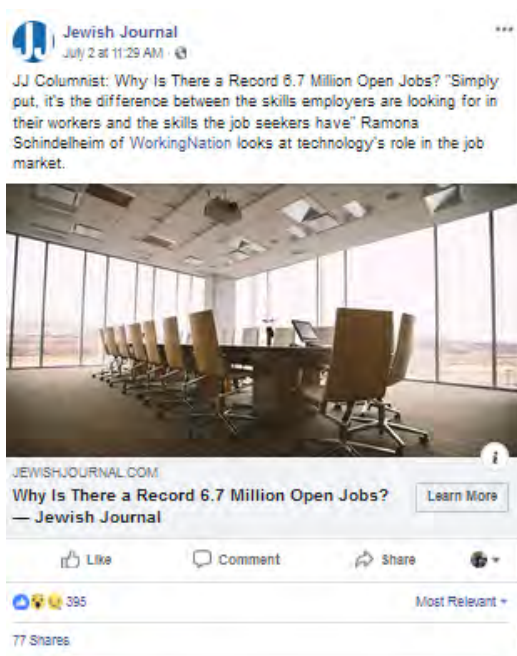 Jewish Journal
July 2 at 11:29 AM ·
JJ Columnist: Why Is There a Record 6.7 Million Open Jobs? "Simply
put, it's the difference between the skills employers are looking for in
their workers and the skills the job seekers have" Ramona
Schindelheim of WorkingNation looks at technology's role in the job
market.
JEWISHJOURNAL.COM
Why Is There a Record 6.7 Million Open Jobs?
— Jewish Journal
Learn More
Like Comment Share
395 Most Relevant
77 Shares